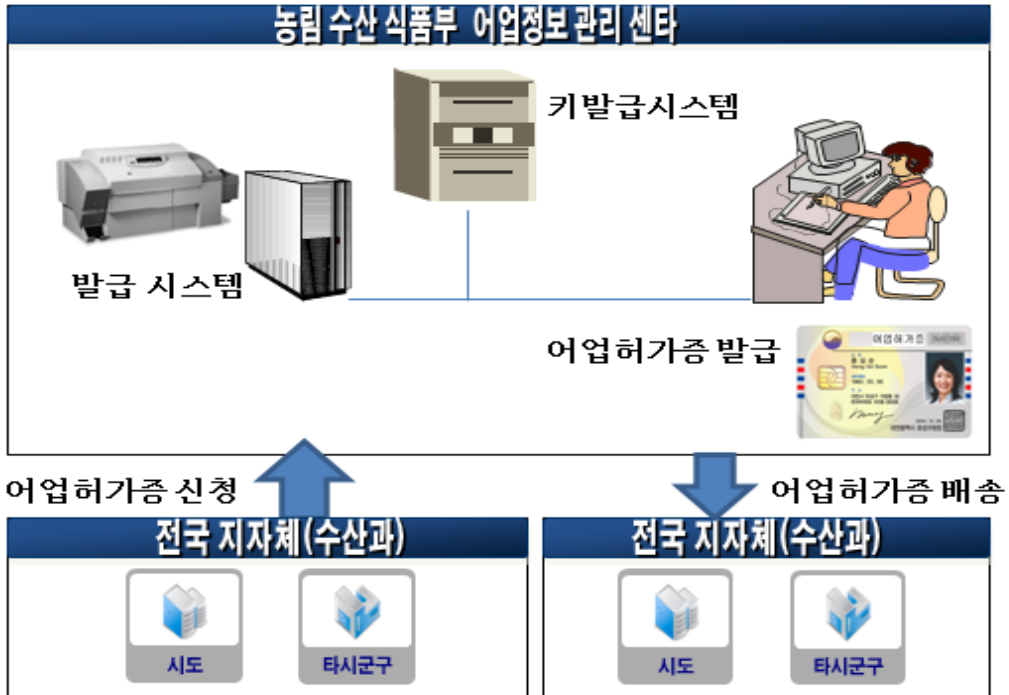 농림 수산 식품부 어업정보 관리 센타
키발급시스템
발급 시스템
어업허가증 발급
어업허가증
어업허가증 신청
어업허가증 배송
전국 지자체(수산과)
전국 지자체(수산과)
시도
타시군구
시도
타시군구